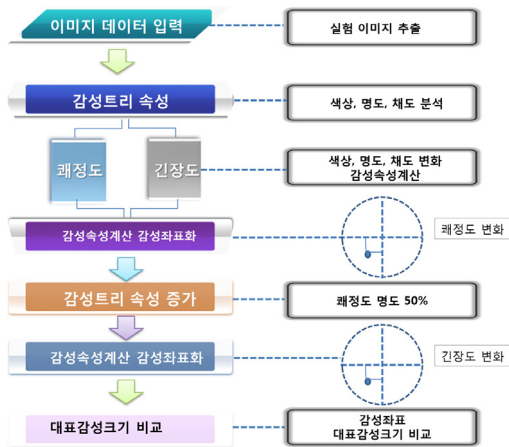 이미지 데이터 입력
실험 이미지 추출
감성트리 속성
색상, 명도, 채도 분석
쾌정도
긴장도
색상, 명도, 채도 변화
감성속성계산
감성속성계산 감성좌표화
쾌정도 변화
감성트리 속성 증가
쾌정도 명도 50%
감성속성계산 감성좌표화
긴장도 변화
대표감성크기 비교
감성좌표
대표감성크기 비교